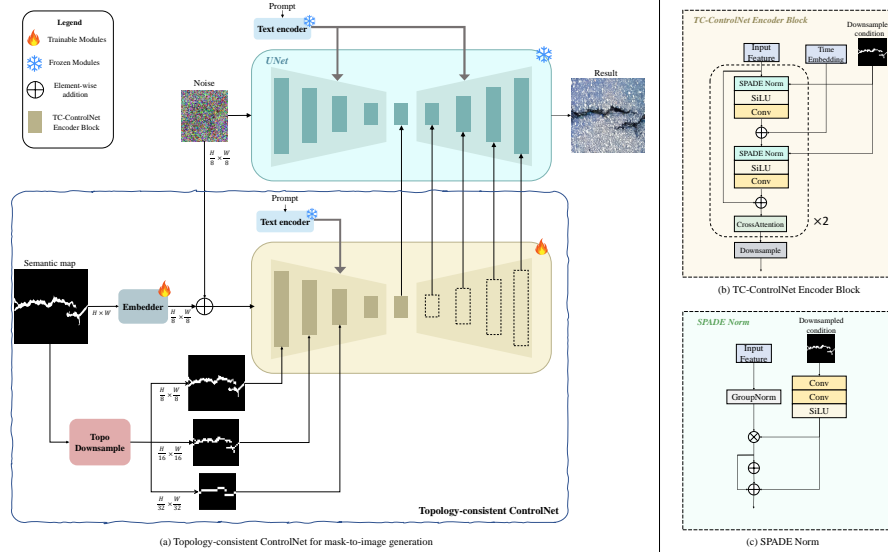 Legend
Trainable Modules
Frozen Modules
Element-wise
addition
TC-ControlNet
Encoder Block
Prompt
Text encoder
UNet
Noise
Result
H/8 × W/8
Prompt
Text encoder
Semantic map
H × W
Embedder
H/8 × W/8
H/8 × W/8
Topo
Downsample
H/16 × W/16
H/32 × W/32
Topology-consistent ControlNet
(a) Topology-consistent ControlNet for mask-to-image generation
TC-ControlNet Encoder Block
Downsampled
condition
Input
Feature
Time
Embedding
SPADE Norm
SiLU
Conv
SPADE Norm
SiLU
Conv
CrossAttention
×2
Downsample
(b) TC-ControlNet Encoder Block
SPADE Norm
Downsampled
condition
Input
Feature
Conv
GroupNorm
Conv
SiLU
(c) SPADE Norm